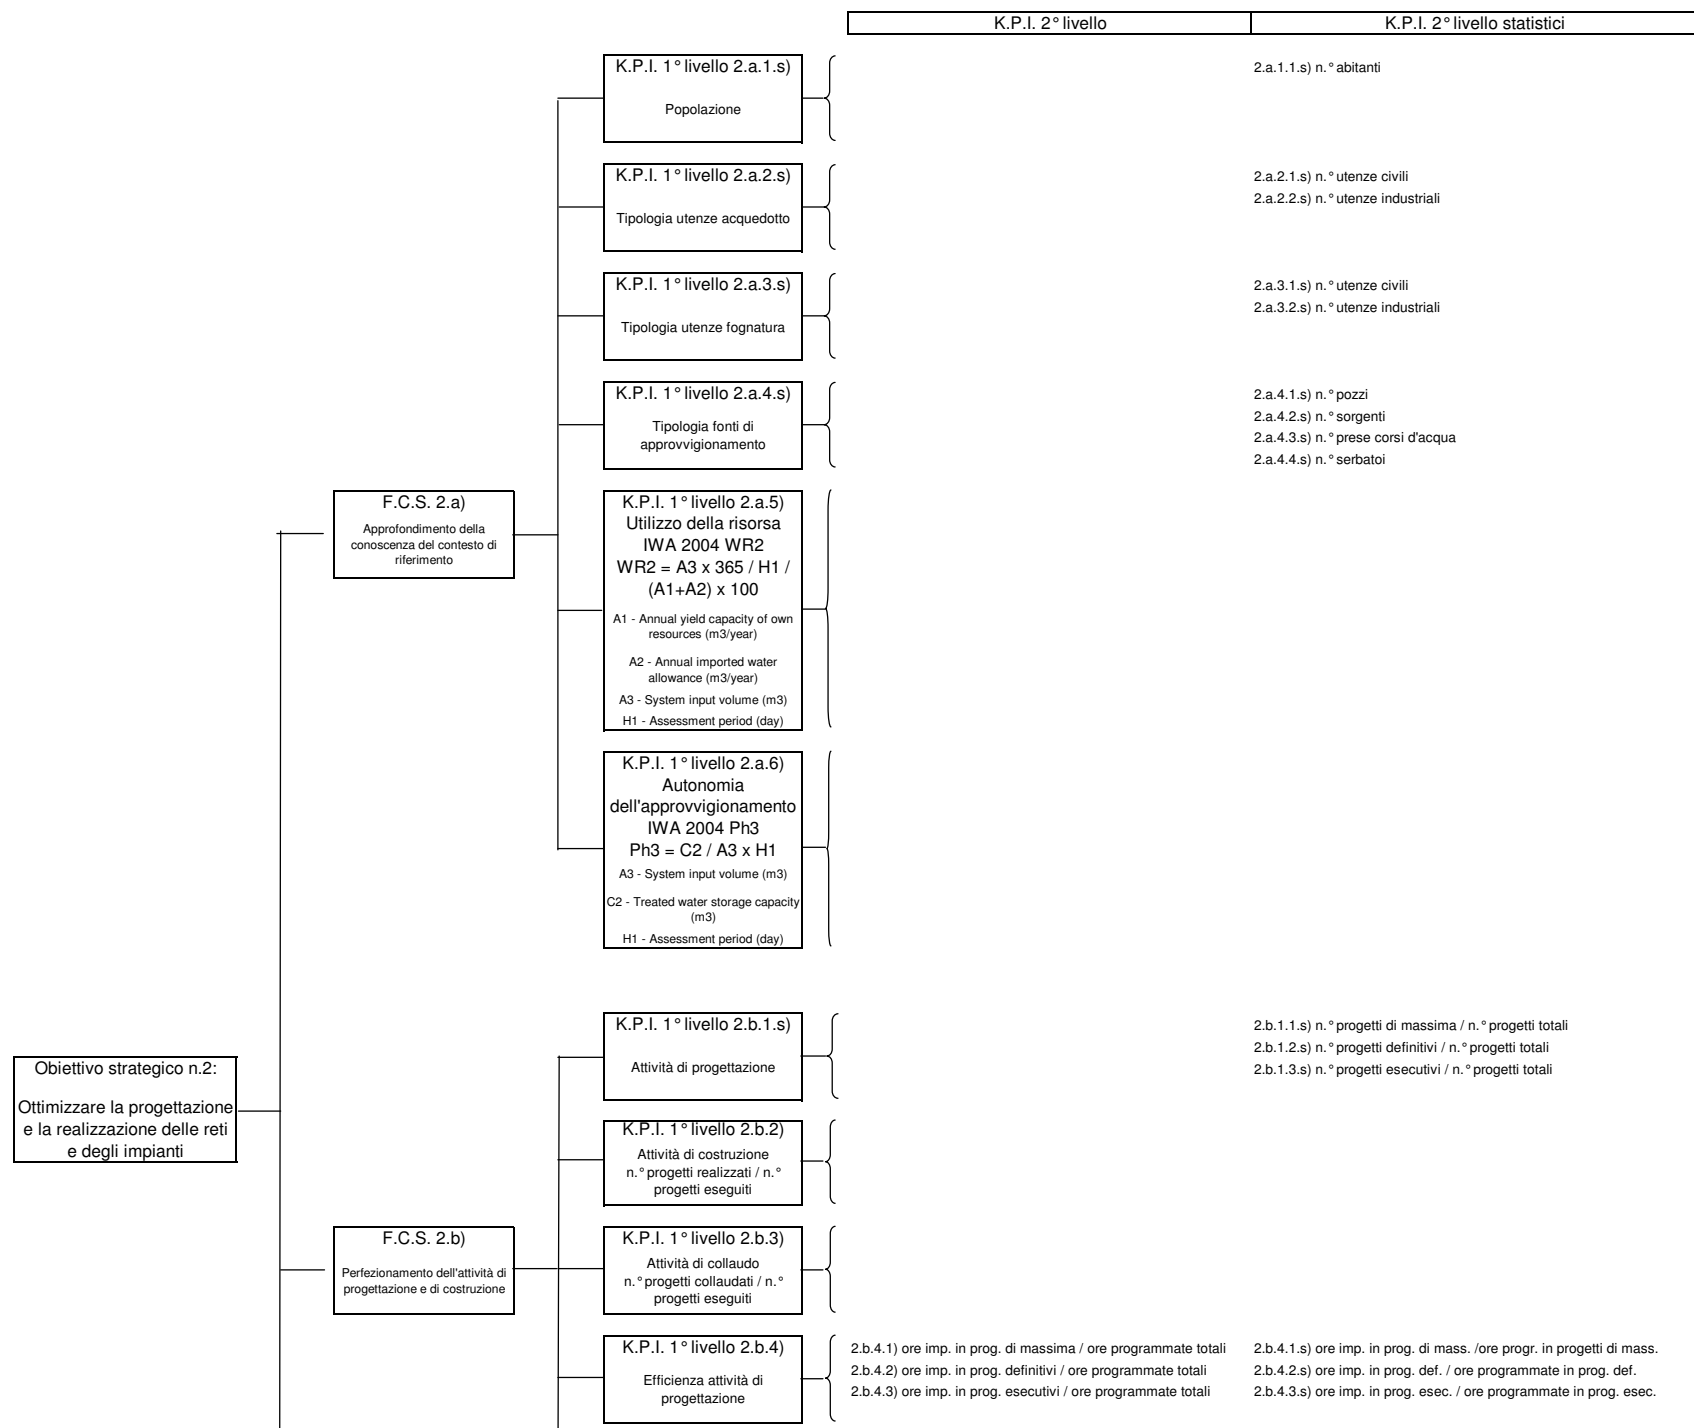 K.P.I. 2° livello
K.P.I. 2° livello statistici
K.P.I. 1° livello 2.a.1.s)
Popolazione
2.a.1.1.s) n.° abitanti
K.P.I. 1° livello 2.a.2.s)
Tipologia utenze acquedotto
2.a.2.1.s) n.° utenze civili
2.a.2.2.s) n.° utenze industriali
K.P.I. 1° livello 2.a.3.s)
Tipologia utenze fognatura
2.a.3.1.s) n.° utenze civili
2.a.3.2.s) n.° utenze industriali
K.P.I. 1° livello 2.a.4.s)
Tipologia fonti di
approvvigionamento
2.a.4.1.s) n.° pozzi
2.a.4.2.s) n.° sorgenti
2.a.4.3.s) n.° prese corsi d'acqua
2.a.4.4.s) n.° serbatoi
F.C.S. 2.a)
Approfondimento della
conoscenza del contesto di
riferimento
K.P.I. 1° livello 2.a.5)
Utilizzo della risorsa
IWA 2004 WR2
WR2 = A3 x 365 / H1 /
(A1+A2) x 100
A1 - Annual yield capacity of own
resources (m3/year)
A2 - Annual imported water
allowance (m3/year)
A3 - System input volume (m3)
H1 - Assessment period (day)
K.P.I. 1° livello 2.a.6)
Autonomia
dell'approvvigionamento
IWA 2004 Ph3
Ph3 = C2 / A3 x H1
A3 - System input volume (m3)
C2 - Treated water storage capacity
(m3)
H1 - Assessment period (day)
Obiettivo strategico n.2:
Ottimizzare la progettazione
e la realizzazione delle reti
e degli impianti
K.P.I. 1° livello 2.b.1.s)
Attività di progettazione
2.b.1.1.s) n.° progetti di massima / n.° progetti totali
2.b.1.2.s) n.° progetti definitivi / n.° progetti totali
2.b.1.3.s) n.° progetti esecutivi / n.° progetti totali
K.P.I. 1° livello 2.b.2)
Attività di costruzione
n.° progetti realizzati / n.°
progetti eseguiti
F.C.S. 2.b)
Perfezionamento dell'attività di
progettazione e di costruzione
K.P.I. 1° livello 2.b.3)
Attività di collaudo
n.° progetti collaudati / n.°
progetti eseguiti
K.P.I. 1° livello 2.b.4)
Efficienza attività di
progettazione
2.b.4.1) ore imp. in prog. di massima / ore programmate totali
2.b.4.2) ore imp. in prog. definitivi / ore programmate totali
2.b.4.3) ore imp. in prog. esecutivi / ore programmate totali
2.b.4.1.s) ore imp. in prog. di mass. /ore progr. in progetti di mass.
2.b.4.2.s) ore imp. in prog. def. / ore programmate in prog. def.
2.b.4.3.s) ore imp. in prog. esec. / ore programmate in prog. esec.